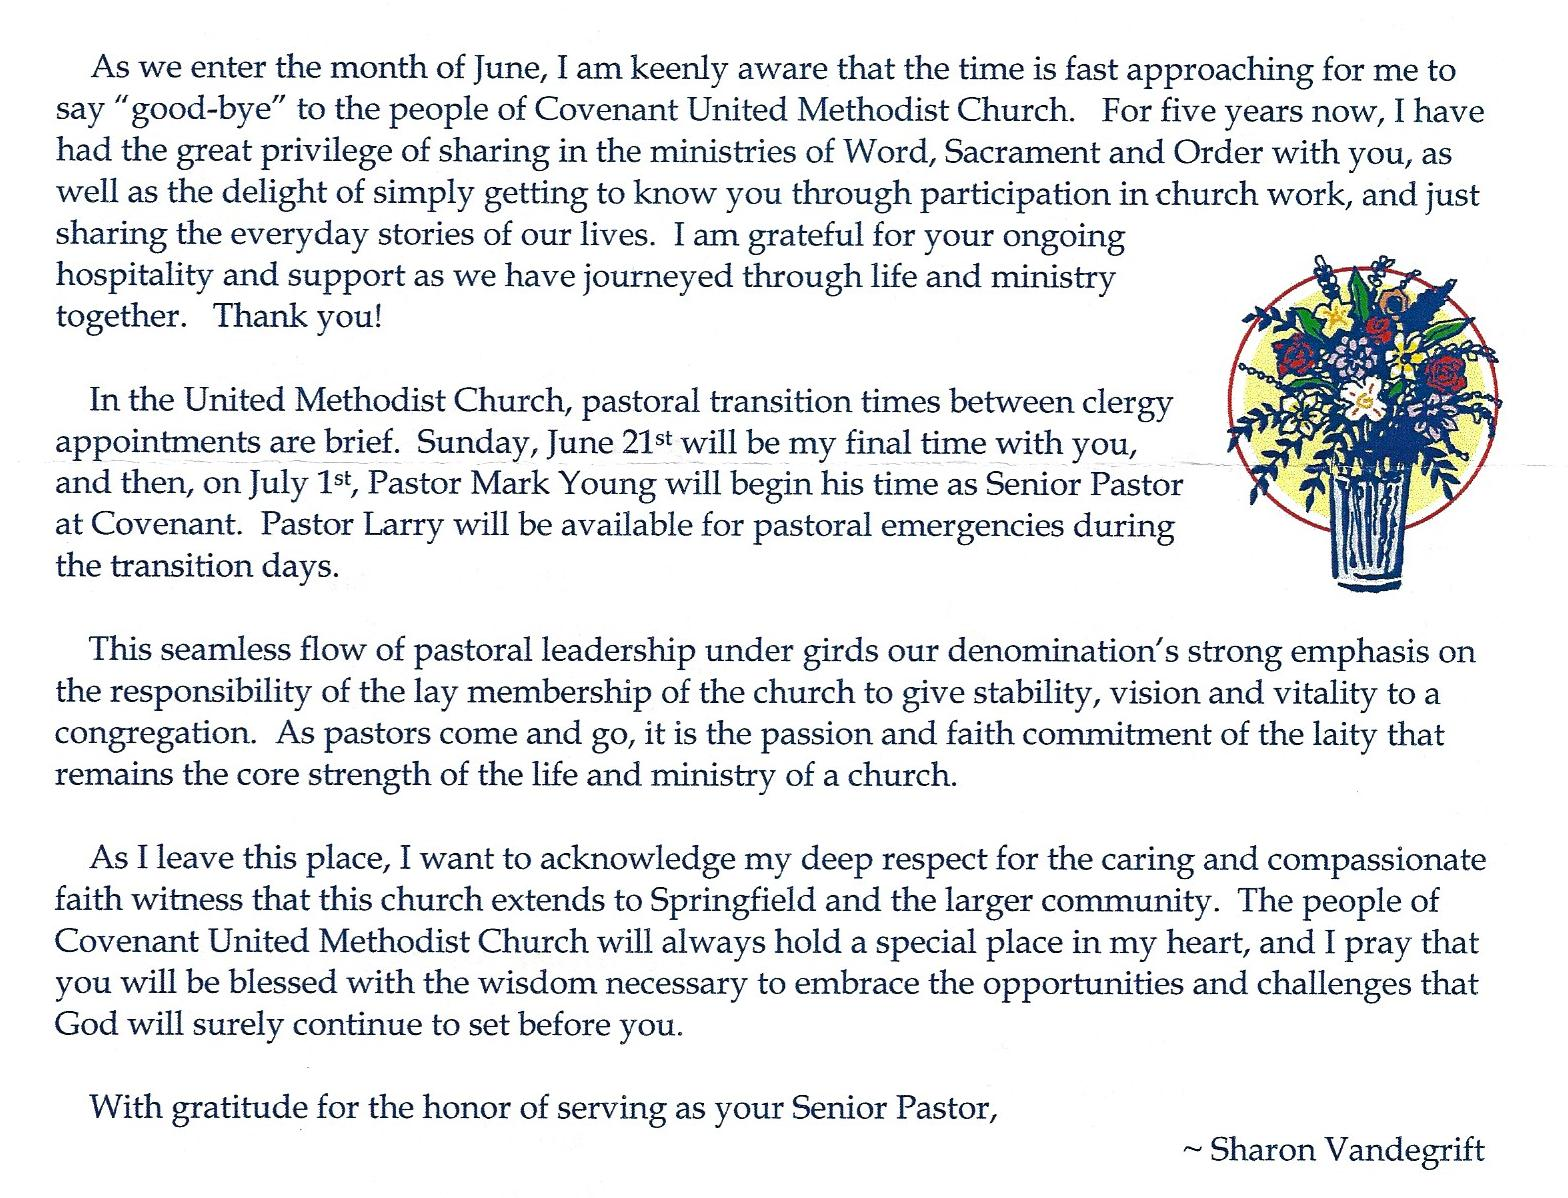 As we enter the month of June, I am keenly aware that the time is fast approaching for me to
say “good-bye” to the people of Covenant United Methodist Church. For five years now, I have
had the great privilege of sharing in the ministries of Word, Sacrament and Order with you, as
well as the delight of simply getting to know you through participation in church work, and just
sharing the everyday stories of our lives. I am grateful for your ongoing
hospitality and support as we have journeyed through life and ministry
together. Thank you!
In the United Methodist Church, pastoral transition times between clergy
appointments are brief. Sunday, June 21st will be my final time with you,
and then, on July 1st, Pastor Mark Young will begin his time as Senior Pastor
at Covenant. Pastor Larry will be available for pastoral emergencies during
the transition days.
This seamless flow of pastoral leadership under girds our denomination's strong emphasis on
the responsibility of the lay membership of the church to give stability, vision and vitality to a
congregation. As pastors come and go, it is the passion and faith commitment of the laity that
remains the core strength of the life and ministry of a church.
As I leave this place, I want to acknowledge my deep respect for the caring and compassionate
faith witness that this church extends to Springfield and the larger community. The people of
Covenant United Methodist Church will always hold a special place in my heart, and I pray that
you will be blessed with the wisdom necessary to embrace the opportunities and challenges that
God will surely continue to set before you.
With gratitude for the honor of serving as your Senior Pastor,
~ Sharon Vandegrift